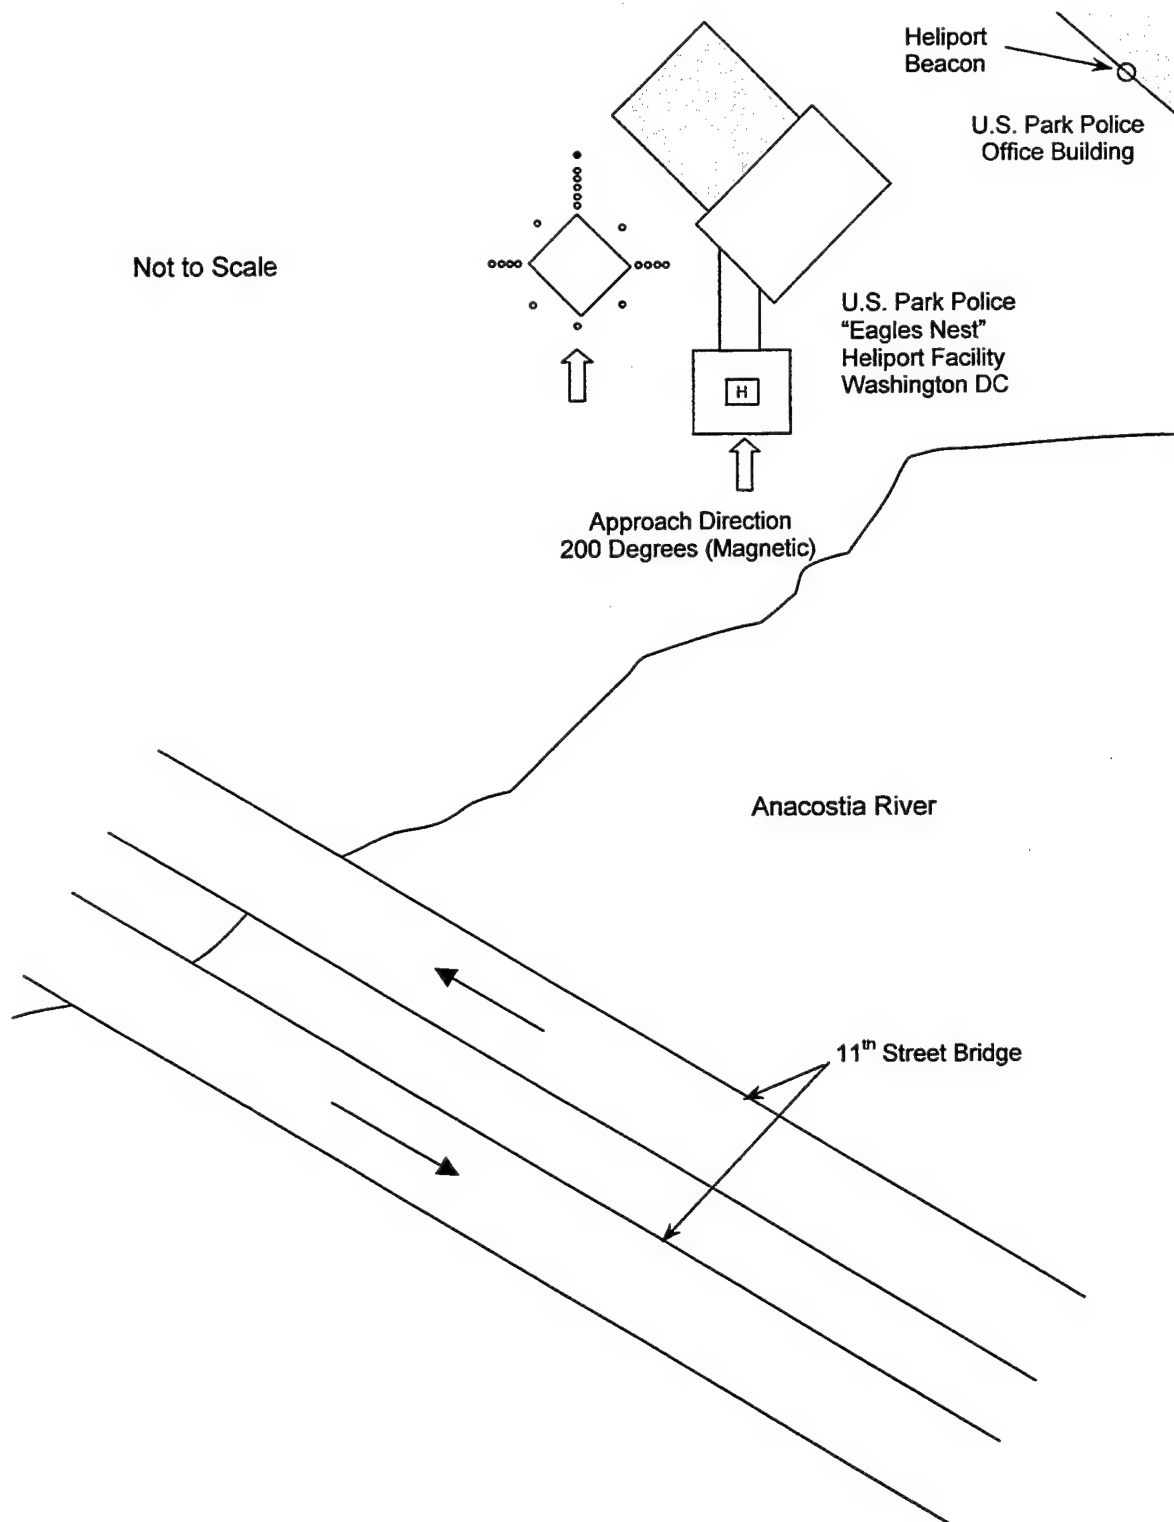 Heliport
Beacon
U.S. Park Police
Office Building
Not to Scale
U.S. Park Police
“Eagles Nest”
Heliport Facility
Washington DC
H
Approach Direction
200 Degrees (Magnetic)
Anacostia River
11th Street Bridge